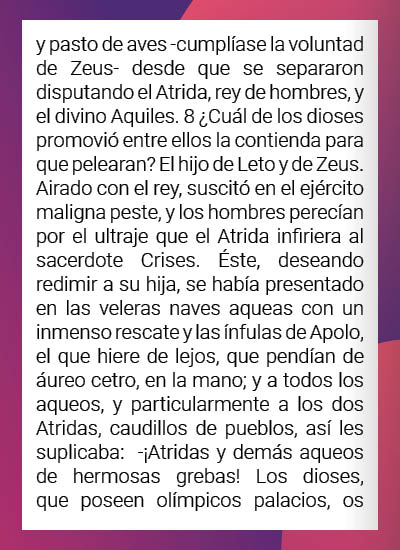 y pasto de aves -cumplíase la voluntad
de Zeus- desde que se separaron
disputando el Atrida, rey de hombres, y
el divino Aquiles. 8 ¿Cuál de los dioses
promovió entre ellos la contienda para
que pelearan? El hijo de Leto y de Zeus.
Airado con el rey, suscitó en el ejército
maligna peste, y los hombres perecían
por el ultraje que el Atrida infiriera al
sacerdote Crises. Éste, deseando
redimir a su hija, se había presentado
en las veleras naves aqueas con un
inmenso rescate y las ínfulas de Apolo,
el que hiere de lejos, que pendían de
áureo cetro, en la mano; y a todos los
aqueos, y particularmente a los dos
Atridas, caudillos de pueblos, así les
suplicaba: -¡Atridas y demás aqueos
de hermosas grebas! Los dioses,
que poseen olímpicos palacios, os